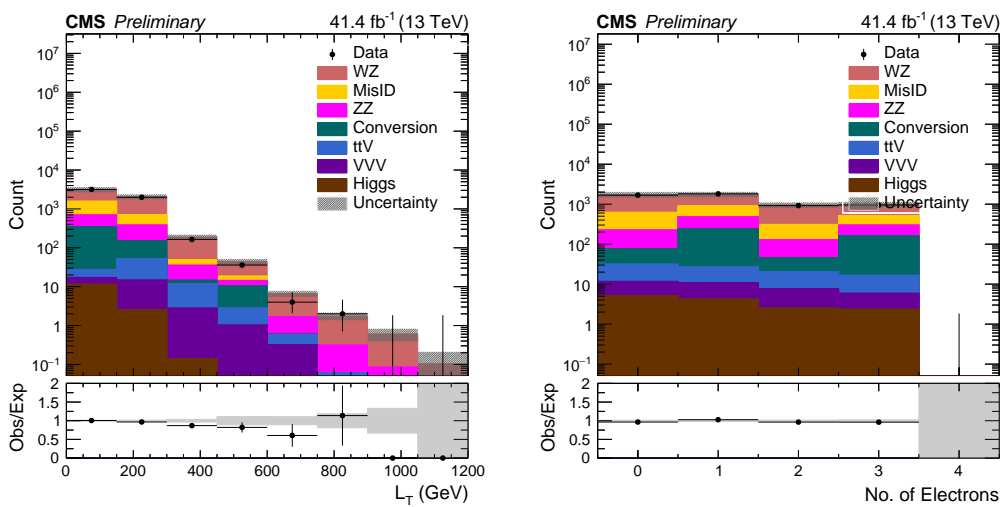 CMS Preliminary 41.4 fb⁻¹ (13 TeV)
Count
10⁷
10⁶
10⁵
10⁴
10³
10²
10
1
10⁻¹
Data
WZ
MisID
ZZ
Conversion
ttV
VVV
Higgs
Uncertainty
Obs/Exp
2
1.5
1
0.5
0
0 200 400 600 800 1000 1200
L_T (GeV)
CMS Preliminary 41.4 fb⁻¹ (13 TeV)
Count
10⁷
10⁶
10⁵
10⁴
10³
10²
10
1
10⁻¹
Data
WZ
MisID
ZZ
Conversion
ttV
VVV
Higgs
Uncertainty
Obs/Exp
2
1.5
1
0.5
0
0 1 2 3 4
No. of Electrons